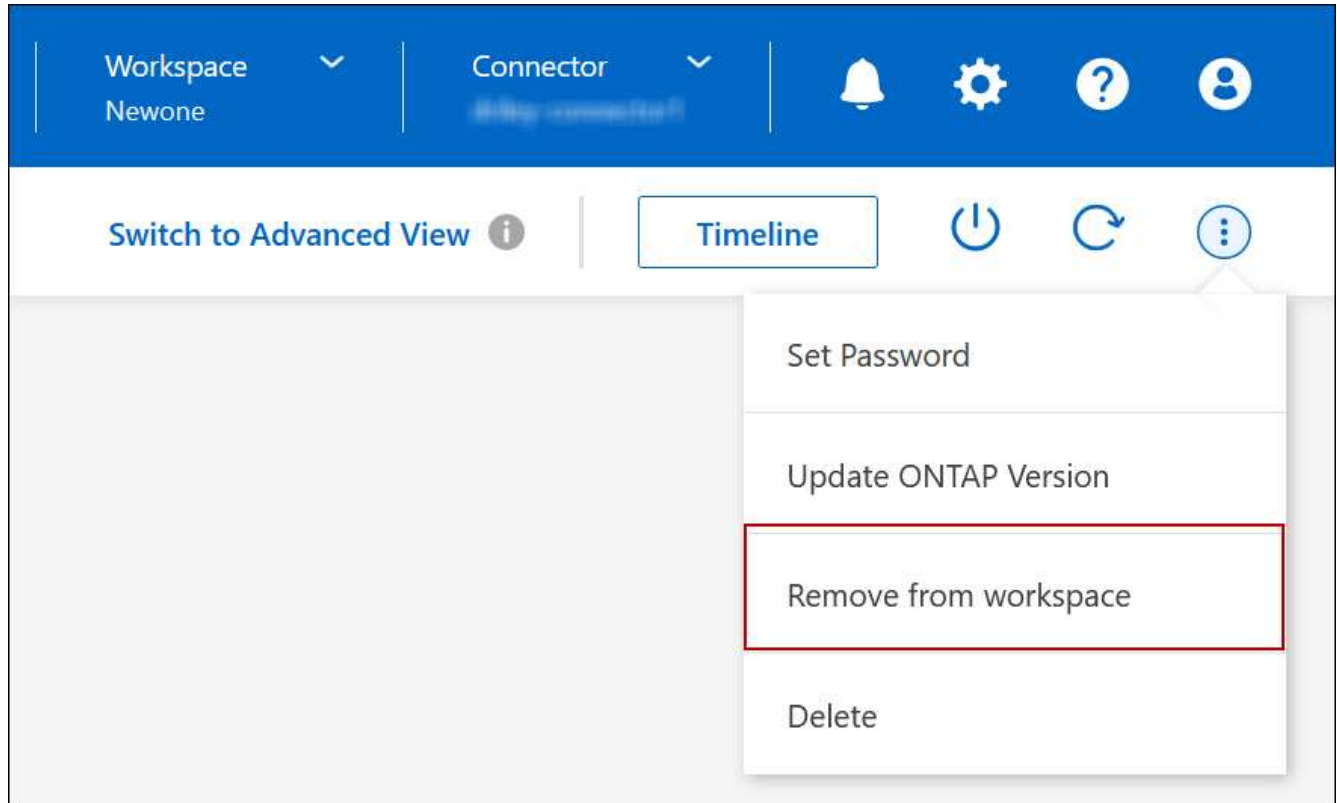 Workspace
Connector
Newone
Switch to Advanced View
Timeline
Set Password
Update ONTAP Version
Remove from workspace
Delete